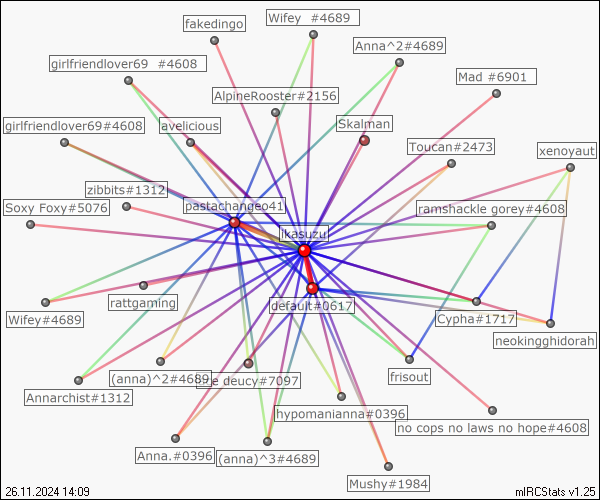 fakedingo
Wifey  #4689
Anna^2#4689
girlfriendlover69  #4608
Mad #6901
AlpineRooster#2156
girlfriendlover69#4608
avelicious
Skalman
Toucan#2473
xenoyaut
zibbits#1312
Soxy Foxy#5076
pastachangeo41
ramshackle gorey#4608
ikasuzu
rattgaming
default#0617
Wifey#4689
Cypha#1717
neokingghidorah
(anna)^2#4689
e deucy#7097
frisout
Annarchist#1312
hypomanianna#0396
no cops no laws no hope#4608
Anna.#0396
(anna)^3#4689
Mushy#1984
26.11.2024 14:09
mIRCStats v1.25